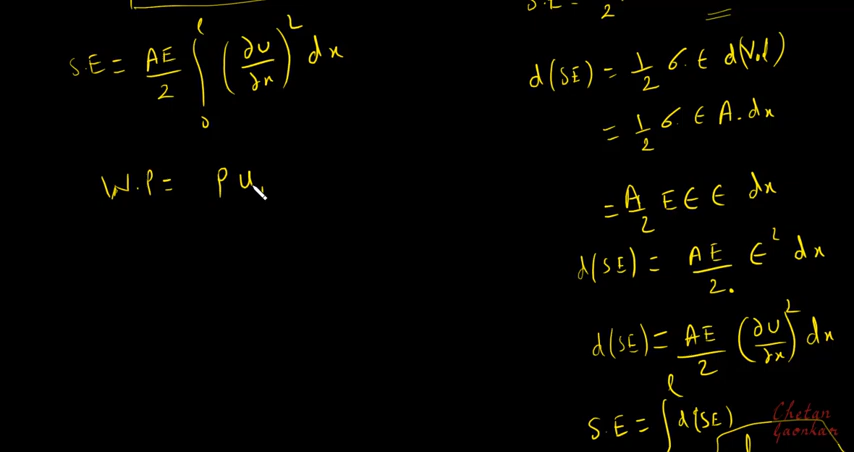 S.E = AE/2 ∫₀ˡ (∂u/∂x)² dx
W.P = P u
d(SE) = 1/2 σ. ϵ d(Vol)
= 1/2 σ. ϵ A. dx
= A/2 E ϵ ϵ dx
d(SE) = AE/2. ϵ² dx
d(SE) = AE/2 (∂u/∂x)² dx
S.E = ∫ˡ d(SE)
Chetan
Gaonkar